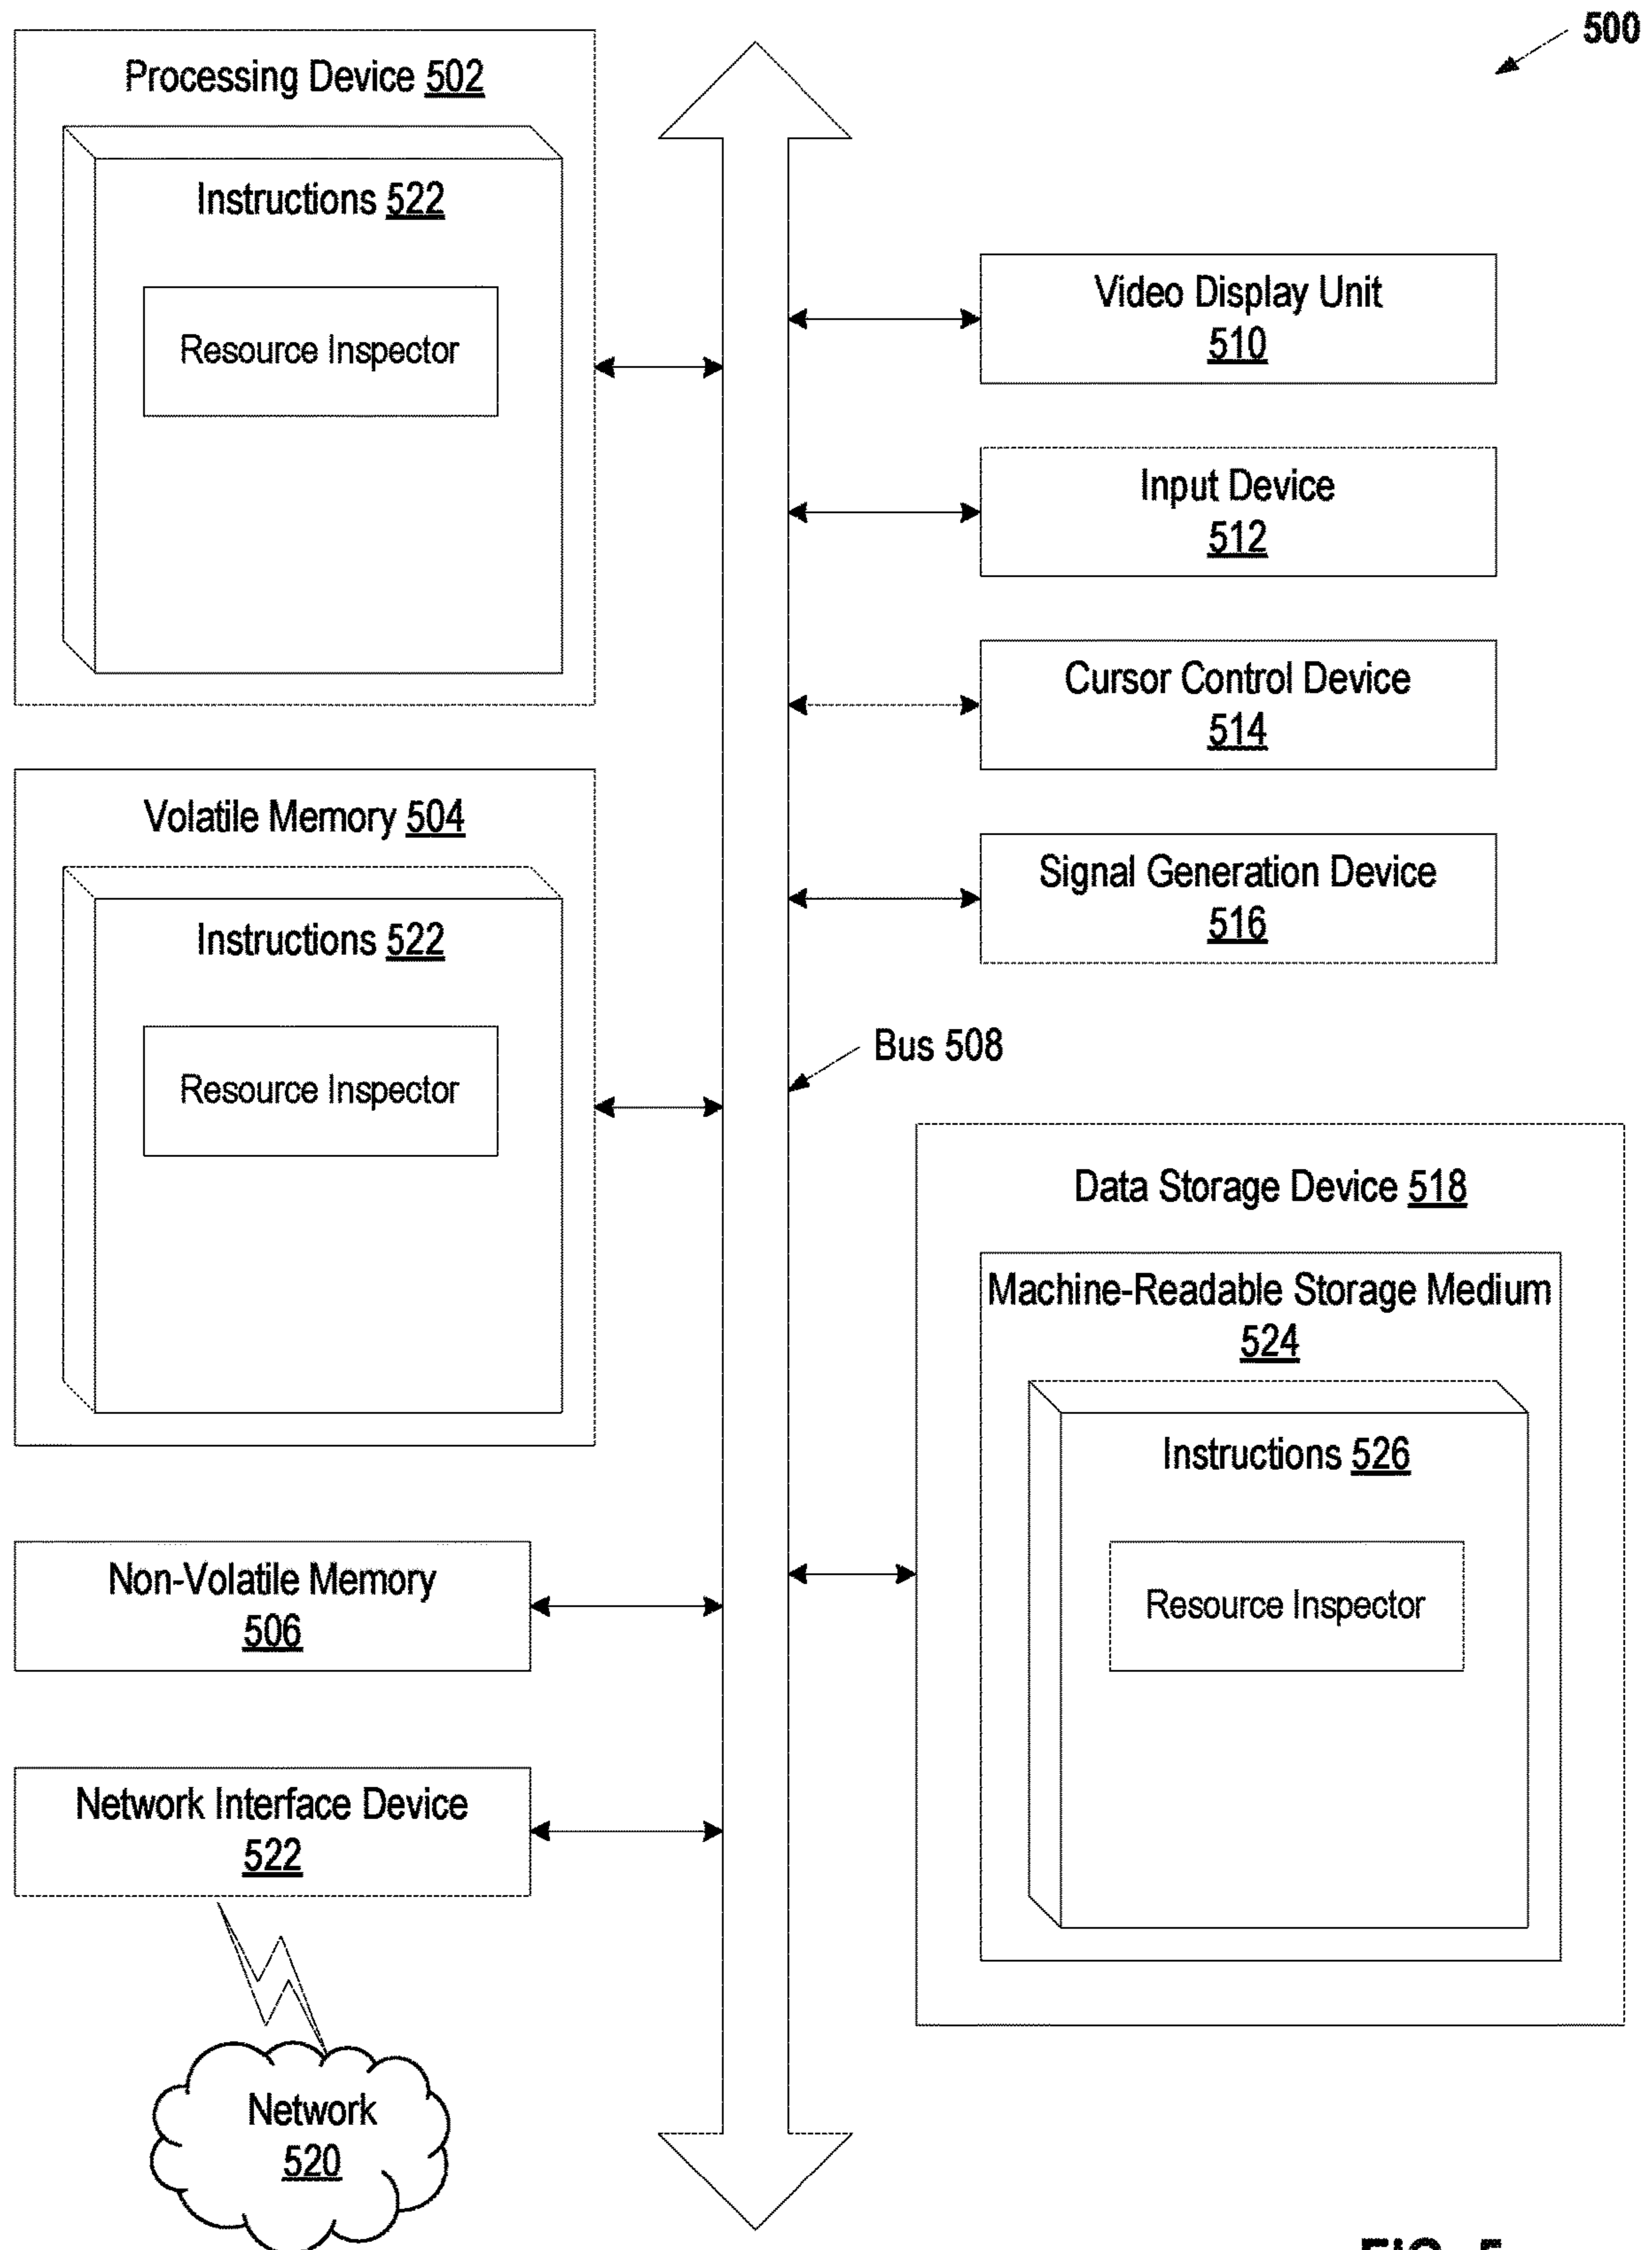 500
Processing Device 502
Instructions 522
Resource Inspector
Video Display Unit
510
Input Device
512
Cursor Control Device
514
Signal Generation Device
516
Volatile Memory 504
Instructions 522
Resource Inspector
Bus 508
Data Storage Device 518
Machine-Readable Storage Medium
524
Instructions 526
Resource Inspector
Non-Volatile Memory
506
Network Interface Device
522
Network
520
FIG. 5